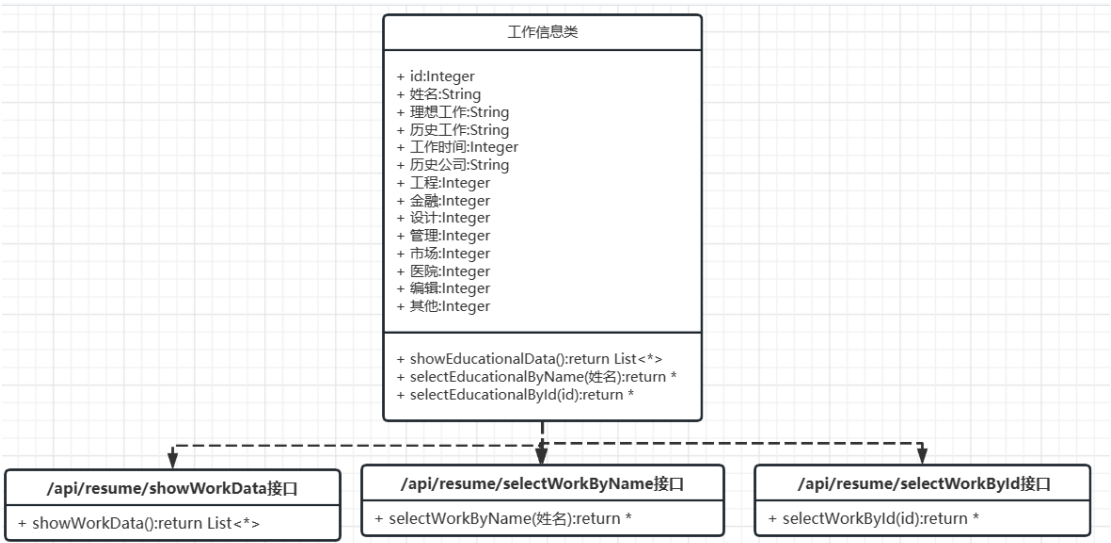 工作信息类
+ id:Integer
+ 姓名:String
+ 理想工作:String
+ 历史工作:String
+ 工作时间:Integer
+ 历史公司:String
+ 工程:Integer
+ 金融:Integer
+ 设计:Integer
+ 管理:Integer
+ 市场:Integer
+ 医院:Integer
+ 编辑:Integer
+ 其他:Integer
+ showEducationalData():return List<*>
+ selectEducationalByName(姓名):return *
+ selectEducationalById(id):return *
/api/resume/showWorkData接口
+ showWorkData():return List<*>
/api/resume/selectWorkByName接口
+ selectWorkByName(姓名):return *
/api/resume/selectWorkById接口
+ selectWorkById(id):return *